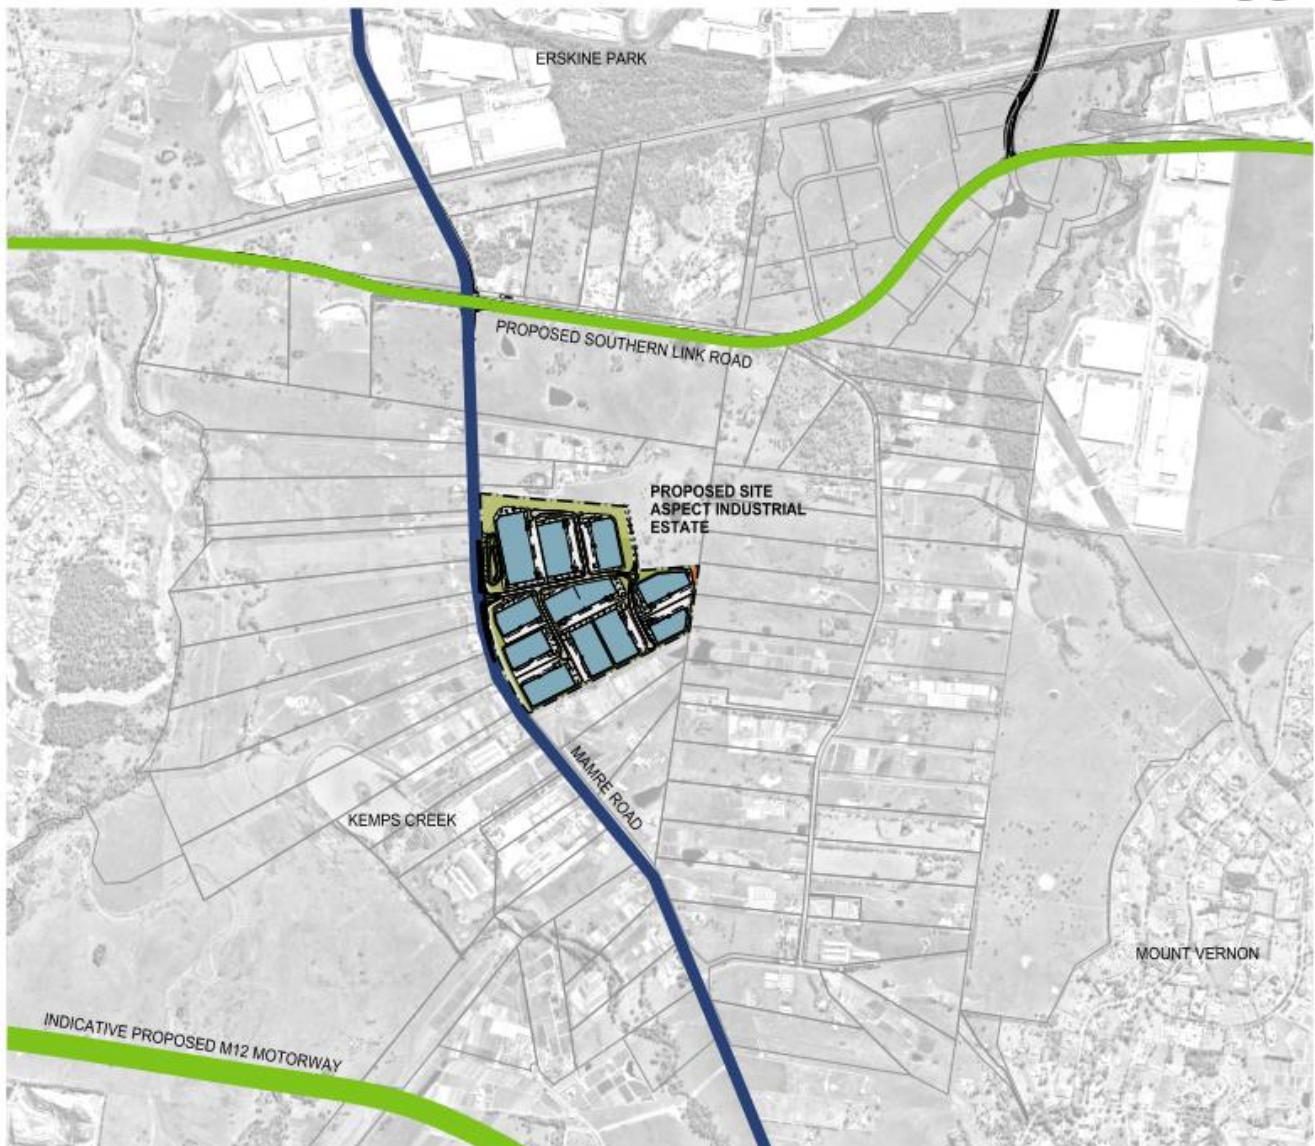 ERSKINE PARK
PROPOSED SOUTHERN LINK ROAD
PROPOSED SITE
ASPECT INDUSTRIAL
ESTATE
MAMRE ROAD
KEMPS CREEK
MOUNT VERNON
INDICATIVE PROPOSED M12 MOTORWAY